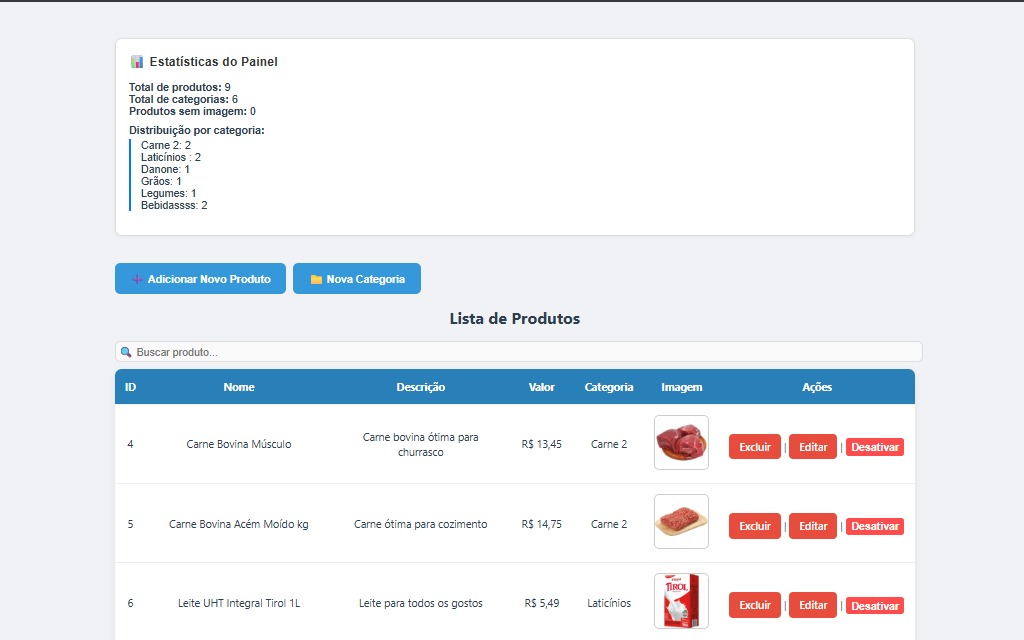 Estatísticas do Painel
Total de produtos: 9
Total de categorias: 6
Produtos sem imagem: 0
Distribuição por categoria:
Carne 2: 2
Laticínios : 2
Danone: 1
Grãos: 1
Legumes: 1
Bebidassss: 2
Adicionar Novo Produto Nova Categoria
Lista de Produtos
Buscar produto...
ID Nome Descrição Valor Categoria Imagem Ações
4 Carne Bovina Músculo Carne bovina ótima para churrasco R$ 13,45 Carne 2 Excluir | Editar | Desativar
5 Carne Bovina Acém Moído kg Carne ótima para cozimento R$ 14,75 Carne 2 Excluir | Editar | Desativar
6 Leite UHT Integral Tirol 1L Leite para todos os gostos R$ 5,49 Laticínios TIROL Excluir | Editar | Desativar